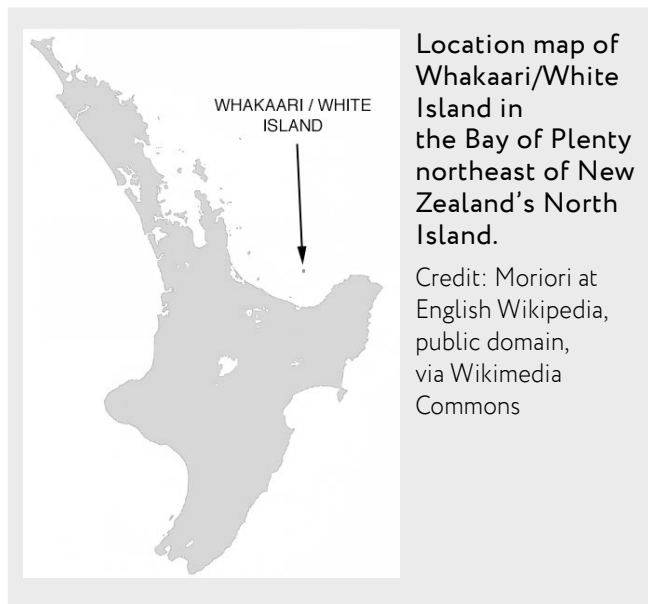 WHAKAARI / WHITE
ISLAND
Location map of
Whakaari/White
Island in
the Bay of Plenty
northeast of New
Zealand’s North
Island.
Credit: Moriori at
English Wikipedia,
public domain,
via Wikimedia
Commons